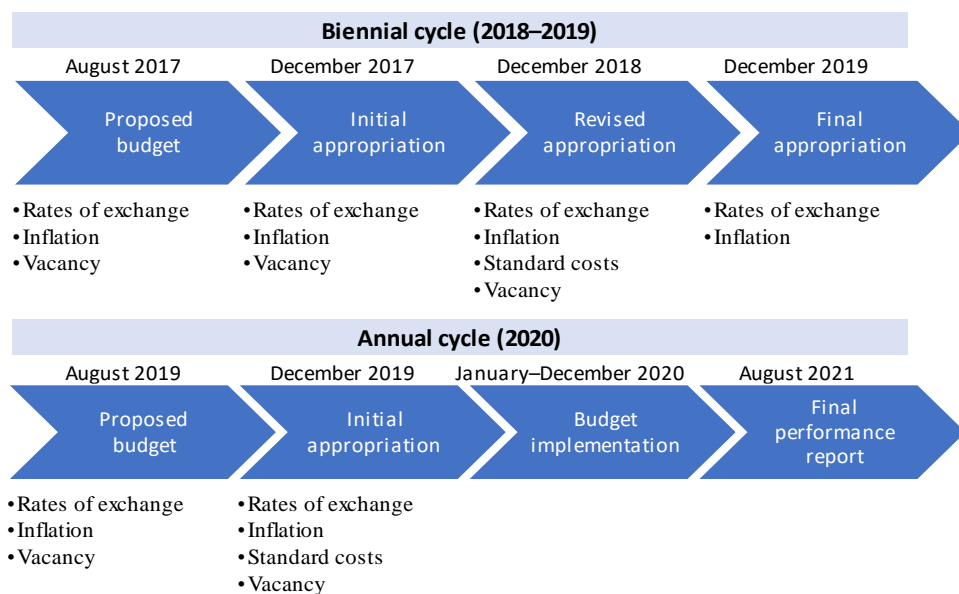 Biennial cycle (2018–2019)
August 2017
December 2017
December 2018
December 2019
Proposed
budget
Initial
appropriation
Revised
appropriation
Final
appropriation
•Rates of exchange
•Inflation
•Vacancy
•Rates of exchange
•Inflation
•Vacancy
•Rates of exchange
•Inflation
•Standard costs
•Vacancy
•Rates of exchange
•Inflation
Annual cycle (2020)
August 2019
December 2019
January–December 2020
August 2021
Proposed
budget
Initial
appropriation
Budget
implementation
Final
performance
report
•Rates of exchange
•Inflation
•Vacancy
•Rates of exchange
•Inflation
•Standard costs
•Vacancy